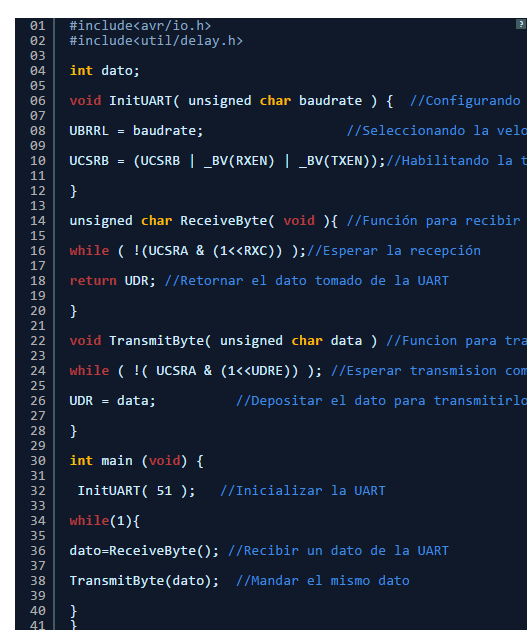 ?
01 #include<avr/io.h>
02 #include<util/delay.h>
03
04 int dato;
05
06 void InitUART( unsigned char baudrate ) { //Configurando
07
08 UBRRL = baudrate; //Seleccionando la velo
09
10 UCSRB = (UCSRB | _BV(RXEN) | _BV(TXEN));//Habilitando la t
11
12 }
13
14 unsigned char ReceiveByte( void ){ //Función para recibir
15
16 while ( !(UCSRA & (1<<RXC)) );//Esperar la recepción
17
18 return UDR; //Retornar el dato tomado de la UART
19
20 }
21
22 void TransmitByte( unsigned char data ) //Funcion para tra
23
24 while ( !( UCSRA & (1<<UDRE)) ); //Esperar transmision com
25
26 UDR = data; //Depositar el dato para transmitirlo
27
28 }
29
30 int main (void) {
31
32 InitUART( 51 ); //Inicializar la UART
33
34 while(1){
35
36 dato=ReceiveByte(); //Recibir un dato de la UART
37
38 TransmitByte(dato); //Mandar el mismo dato
39
40 }
41 }